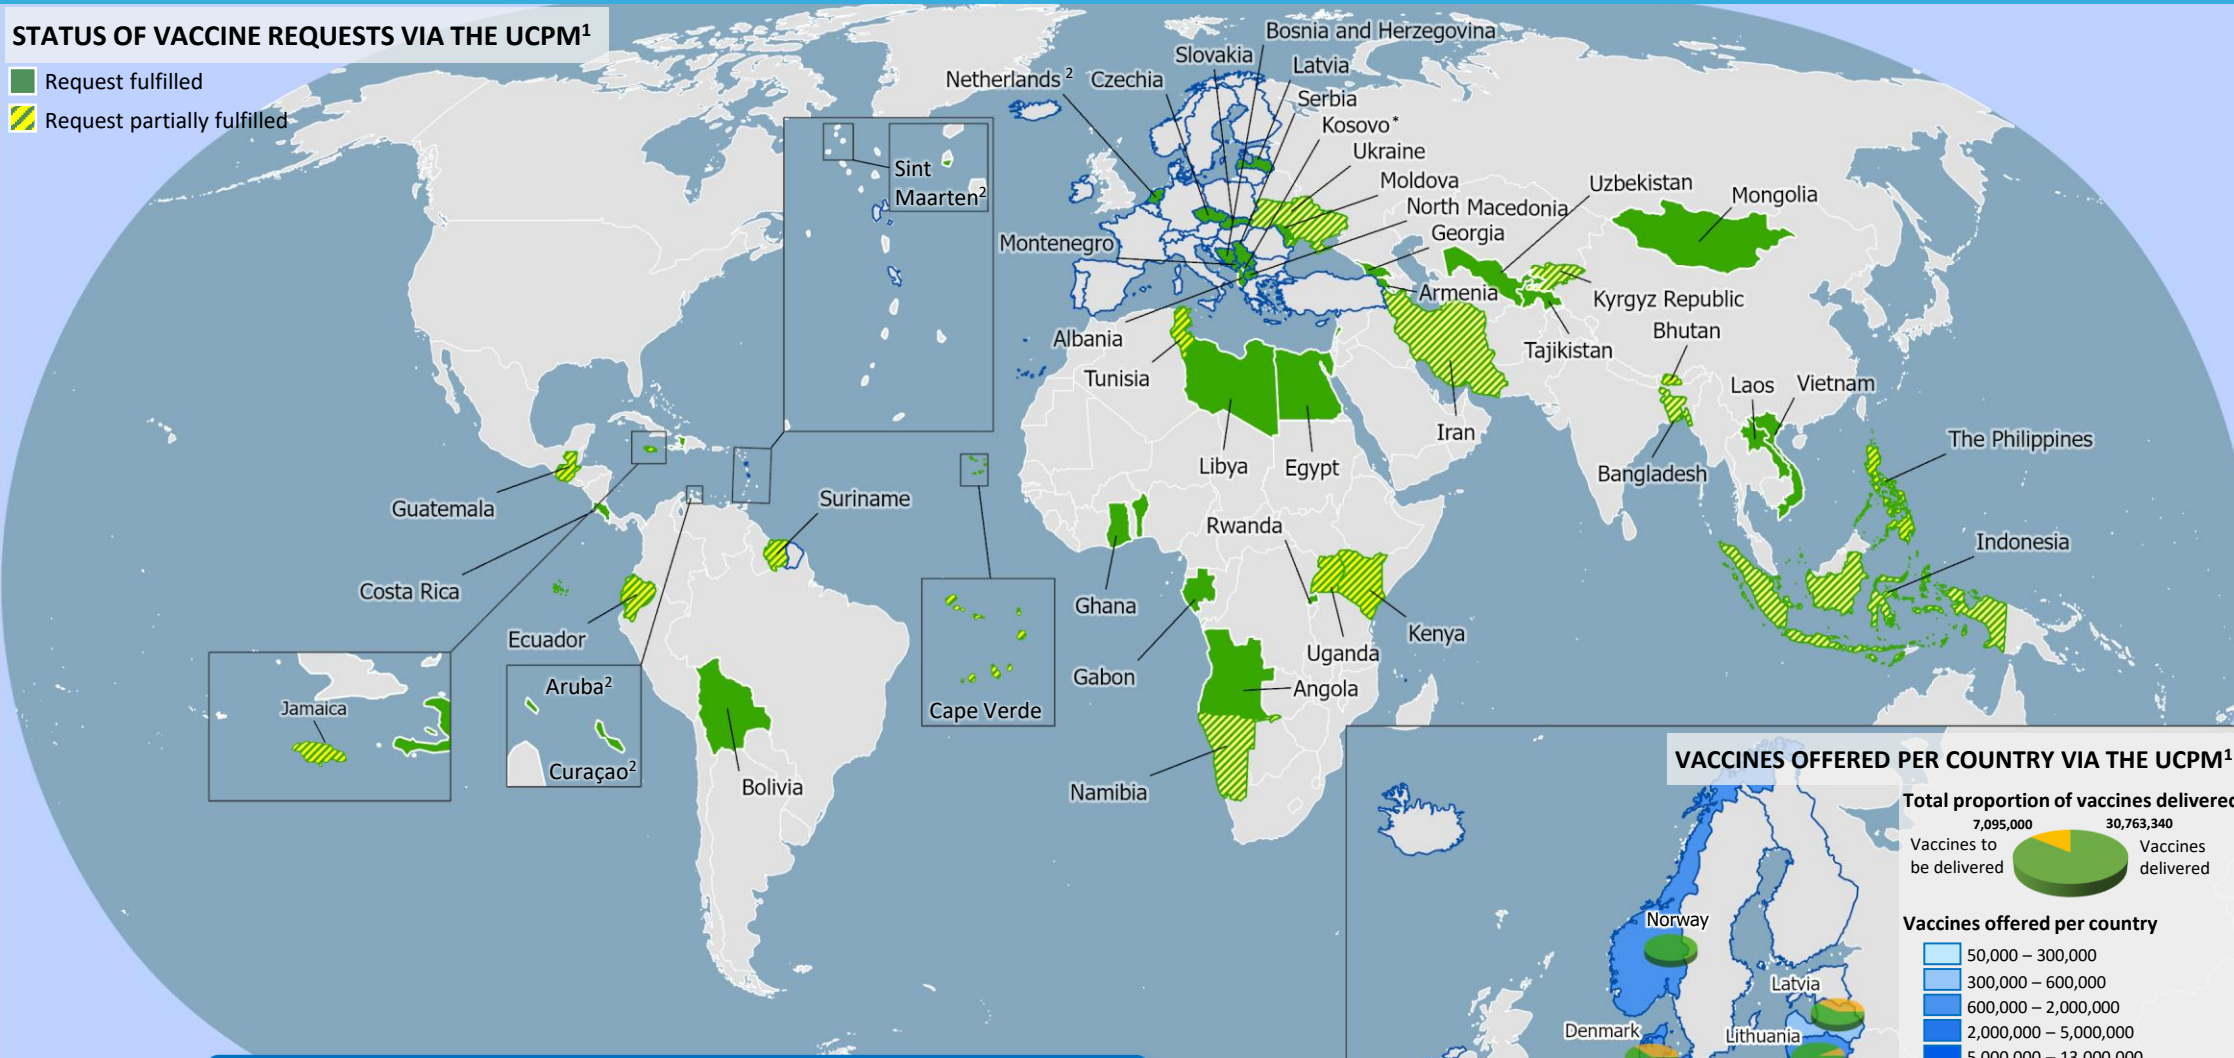 STATUS OF VACCINE REQUESTS VIA THE UCPM¹
Request fulfilled
Request partially fulfilled
Bosnia and Herzegovina
Slovakia
Latvia
Netherlands ²
Czechia
Serbia
Kosovo*
Ukraine
Moldova
North Macedonia
Georgia
Uzbekistan
Mongolia
Sint
Maarten²
Montenegro
Armenia
Kyrgyz Republic
Bhutan
Albania
Tajikistan
Tunisia
Laos
Vietnam
Iran
The Philippines
Libya
Egypt
Bangladesh
Guatemala
Suriname
Rwanda
Indonesia
Costa Rica
Ghana
Ecuador
Kenya
Uganda
Gabon
Aruba²
Angola
Jamaica
Cape Verde
Curaçao²
Bolivia
Namibia
VACCINES OFFERED PER COUNTRY VIA THE UCPM¹
Total proportion of vaccines delivered
7,095,000
30,763,340
Vaccines to
be delivered
Vaccines
delivered
Norway
Vaccines offered per country
50,000 – 300,000
300,000 – 600,000
600,000 – 2,000,000
2,000,000 – 5,000,000
5,000,000 – 13,000,000
Latvia
Denmark
Lithuania